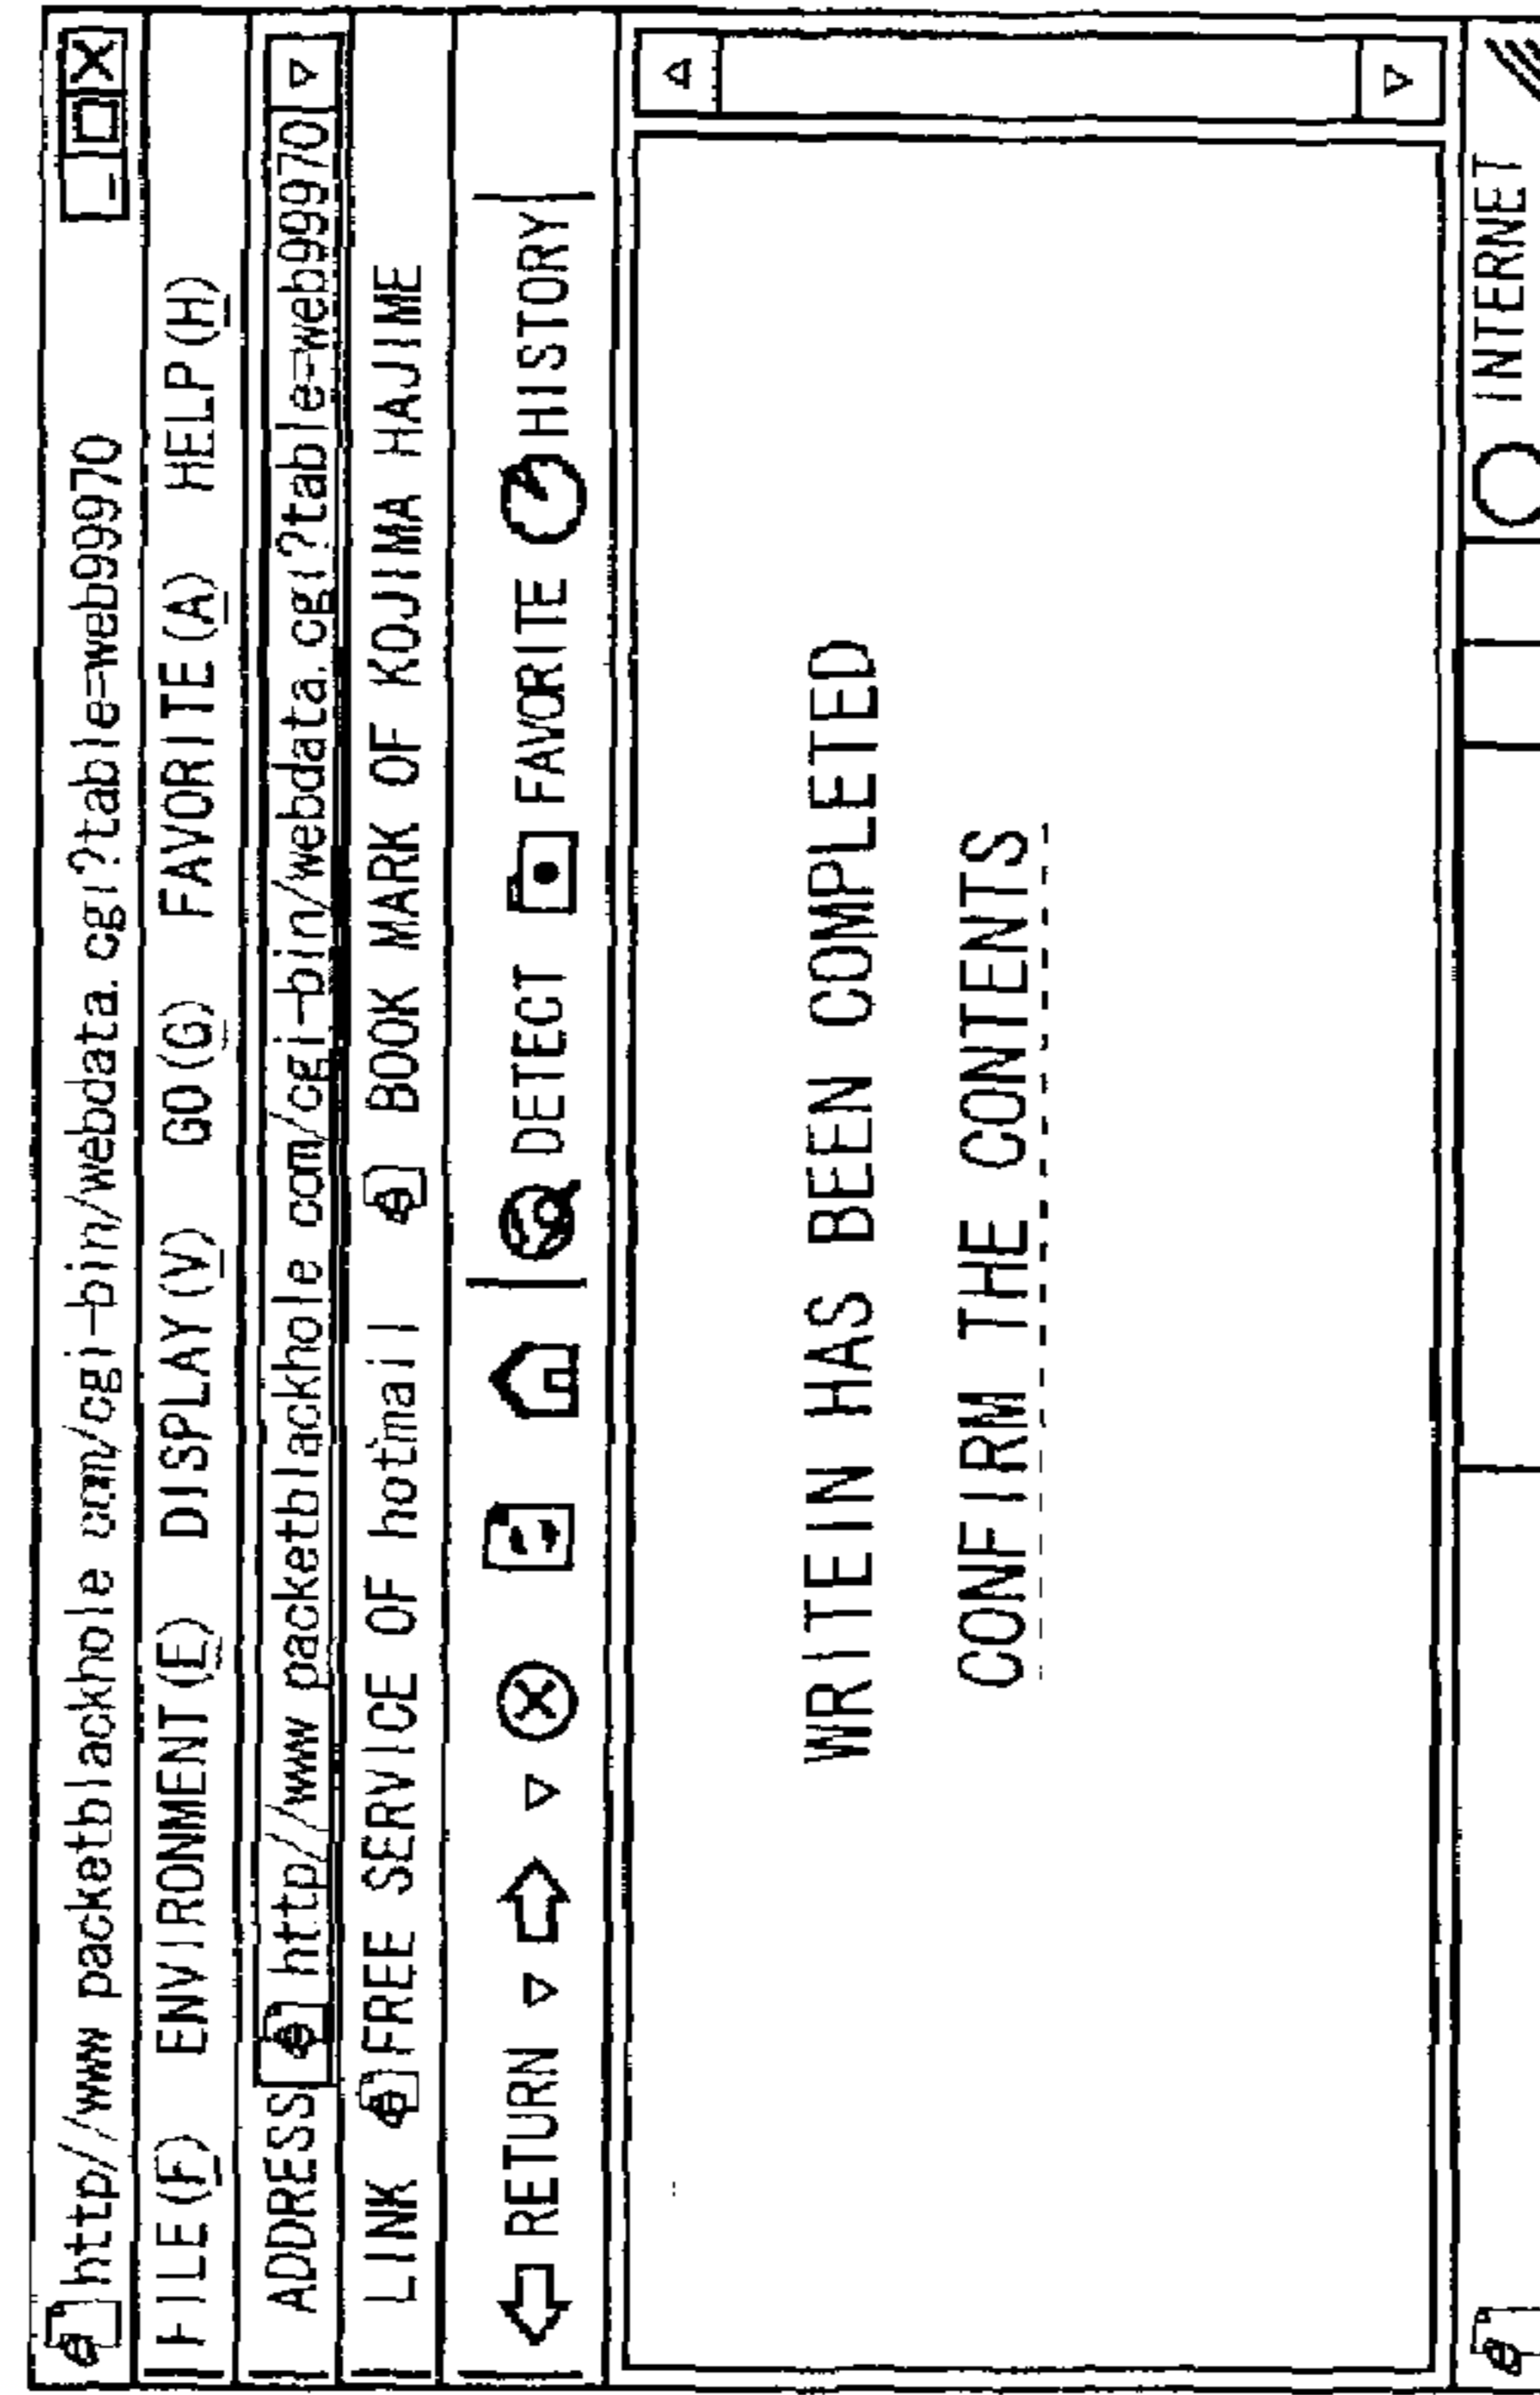 http//www packetblackhole com/cgi-bin/webdata.cgi?table=web99970
FILE(F) ENVIRONMENT(E) DISPLAY(V) GO(G) FAVORITE(A) HELP(H)
ADDRESS http//www packetblackhole com/cgi-bin/webdata.cgi?table=web99970
LINK FREE SERVICE OF hotmail BOOK MARK OF KOJIMA HAJIME
RETURN DETECT FAVORITE HISTORY
WRITEIN HAS BEEN COMPLETED
CONFIRM THE CONTENTS
INTERNET